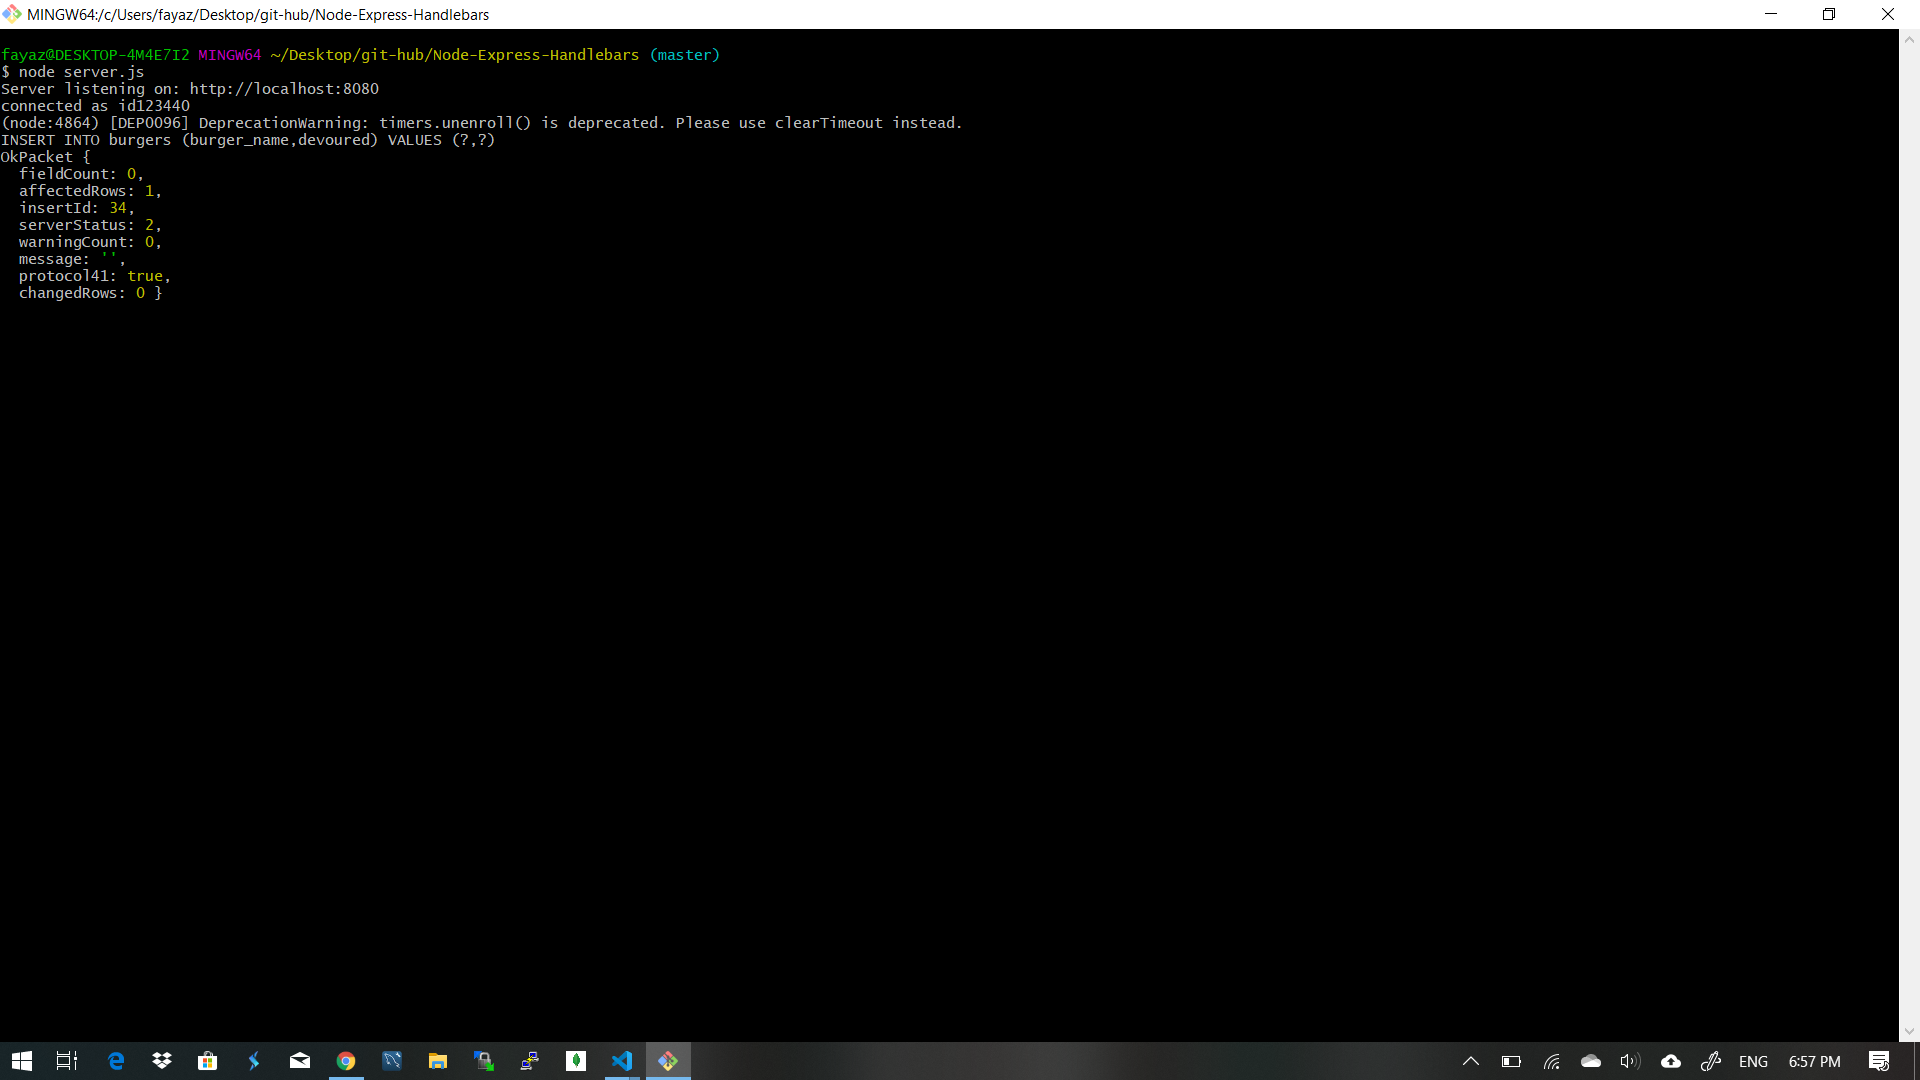 MINGW64:/c/Users/fayaz/Desktop/git-hub/Node-Express-Handlebars
fayaz@DESKTOP-4M4E7I2 MINGW64 ~/Desktop/git-hub/Node-Express-Handlebars (master)
$ node server.js
Server listening on: http://localhost:8080
connected as id123440
(node:4864) [DEP0096] DeprecationWarning: timers.unenroll() is deprecated. Please use clearTimeout instead.
INSERT INTO burgers (burger_name,devoured) VALUES (?,?)
OkPacket {
  fieldCount: 0,
  affectedRows: 1,
  insertId: 34,
  serverStatus: 2,
  warningCount: 0,
  message: '',
  protocol41: true,
  changedRows: 0 }
ENG 6:57 PM